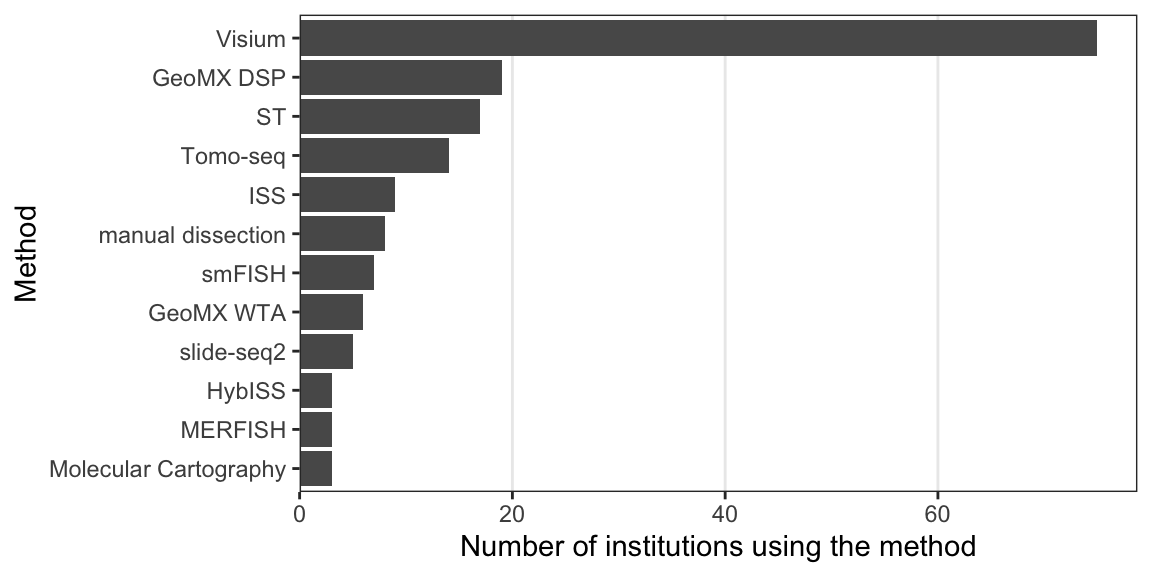 Visium
GeoMX DSP
ST
Tomo-seq
ISS
manual dissection
smFISH
GeoMX WTA
slide-seq2
HybISS
MERFISH
Molecular Cartography
Method
0 20 40 60
Number of institutions using the method